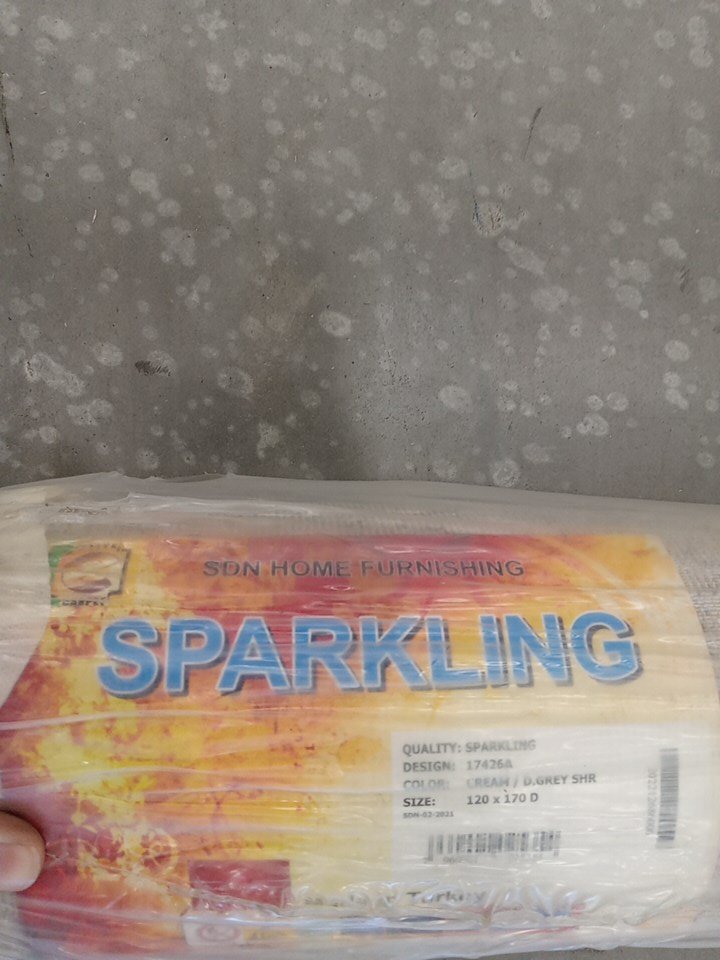 SDN HOME FURNISHING
SPARKLING
QUALITY: SPARKLING
DESIGN: 17426A
COLOR: CREAM / D.GREY SHR
SIZE: 120 x 170 D
SDN-02-2021
Turkey